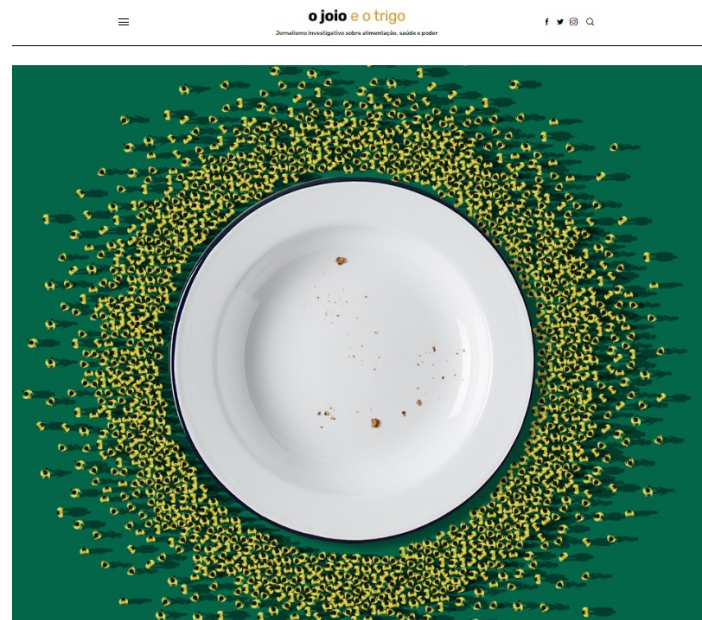 o joio e o trigo
Jornalismo investigativo sobre alimentação, saúde e poder